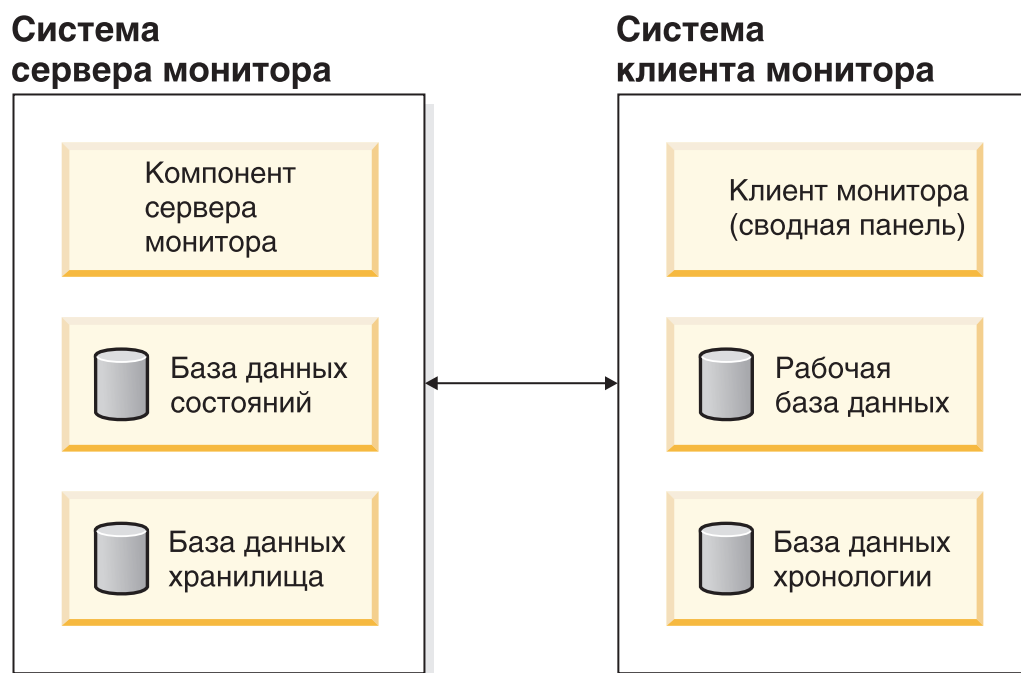 Система
сервера монитора
Компонент
сервера
монитора
База данных
состояний
База данных
хранилища
Система
клиента монитора
Клиент монитора
(сводная панель)
Рабочая
база данных
База данных
хронологии